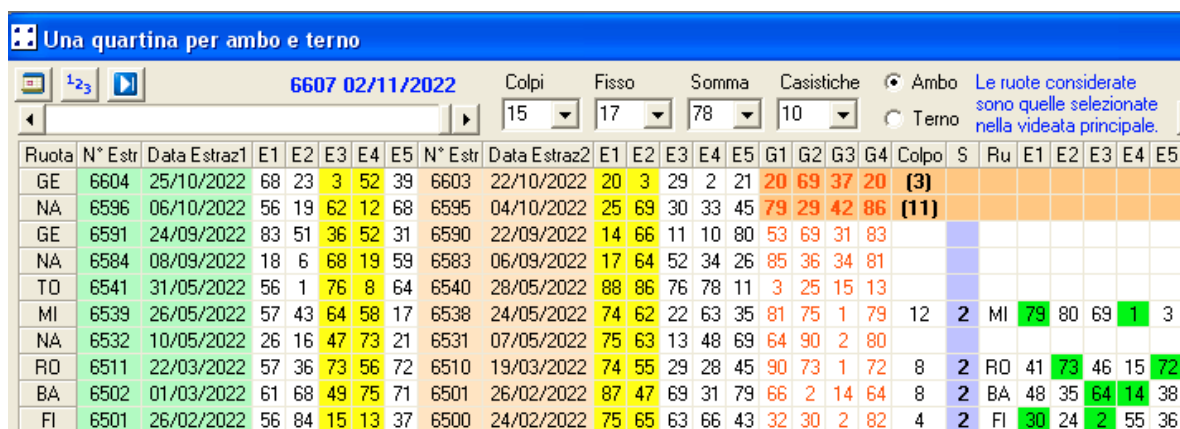 Una quartina per ambo e terno
1 2 3 6607 02/11/2022 Colpi Fisso Somma Casistiche Ambo Le ruote considerate
sono quelle selezionate
15 17 78 10 Terno nella videata principale.
Ruota N° Estr Data Estraz1 E1 E2 E3 E4 E5 N° Estr Data Estraz2 E1 E2 E3 E4 E5 G1 G2 G3 G4 Colpo S Ru E1 E2 E3 E4 E5
GE 6604 25/10/2022 68 23 3 52 39 6603 22/10/2022 20 3 29 2 21 20 69 37 20 (3)
NA 6596 06/10/2022 56 19 62 12 68 6595 04/10/2022 25 69 30 33 45 79 29 42 86 (11)
GE 6591 24/09/2022 83 51 36 52 31 6590 22/09/2022 14 66 11 10 80 53 69 31 83
NA 6584 08/09/2022 18 6 68 19 59 6583 06/09/2022 17 64 52 34 26 85 36 34 81
TO 6541 31/05/2022 56 1 76 8 64 6540 28/05/2022 88 86 76 78 11 3 25 15 13
MI 6539 26/05/2022 57 43 64 58 17 6538 24/05/2022 74 62 22 63 35 81 75 1 79 12 2 MI 79 80 69 1 3
NA 6532 10/05/2022 26 16 47 73 21 6531 07/05/2022 75 63 13 48 69 64 90 2 80
RO 6511 22/03/2022 57 36 73 56 72 6510 19/03/2022 74 55 29 28 45 90 73 1 72 8 2 RO 41 73 46 15 72
BA 6502 01/03/2022 61 68 49 75 71 6501 26/02/2022 87 47 69 31 79 66 2 14 64 8 2 BA 48 35 64 14 38
FI 6501 26/02/2022 56 84 15 13 37 6500 24/02/2022 75 65 63 66 43 32 30 2 82 4 2 FI 30 24 2 55 36